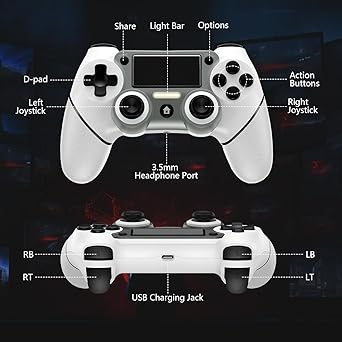 Share
Light Bar
Options
D-pad
Action
Buttons
Left
Joystick
Right
Joystick
3.5mm
Headphone Port
RB
LB
RT
LT
USB Charging Jack